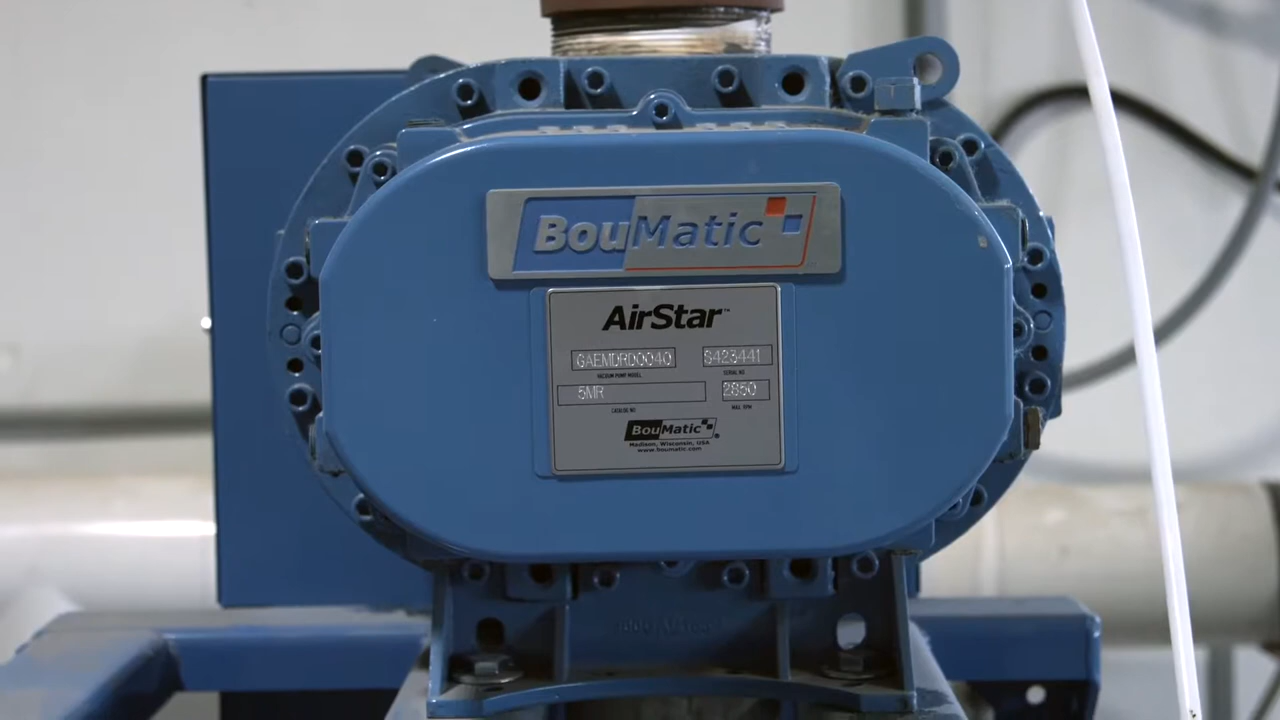 BouMatic
AirStar™
GAEMDRD0040 S423441
VACUUM PUMP MODEL SERIAL NO
5MR 2850
CATALOG NO. MAX. RPM
BouMatic®
Madison, Wisconsin, USA
www.boumatic.com